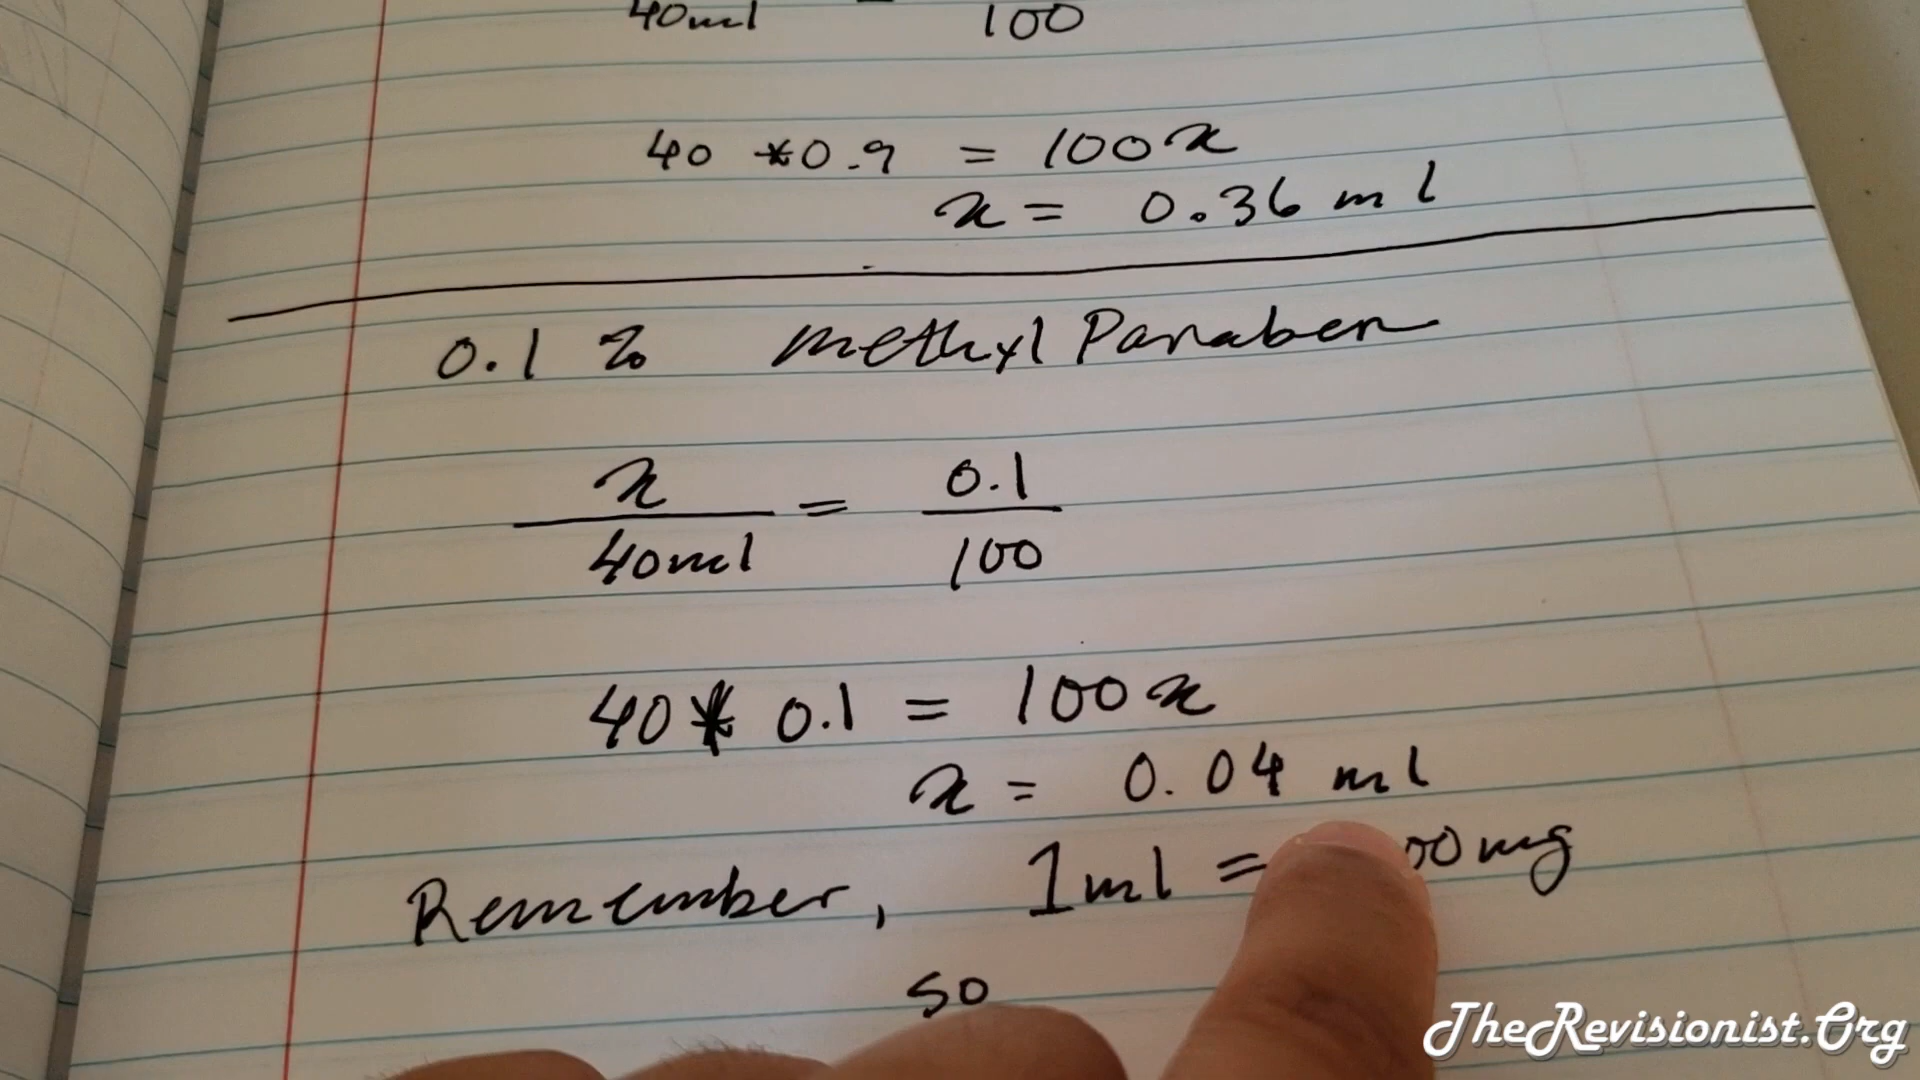 40ml 100
40 *0.9 = 100x
x = 0.36 ml
0.1 % Methyl Paraben
x = 0.1
40ml 100
40 * 0.1 = 100x
x = 0.04 ml
Remember, 1ml = 00mg
so
TheRevisionist.Org